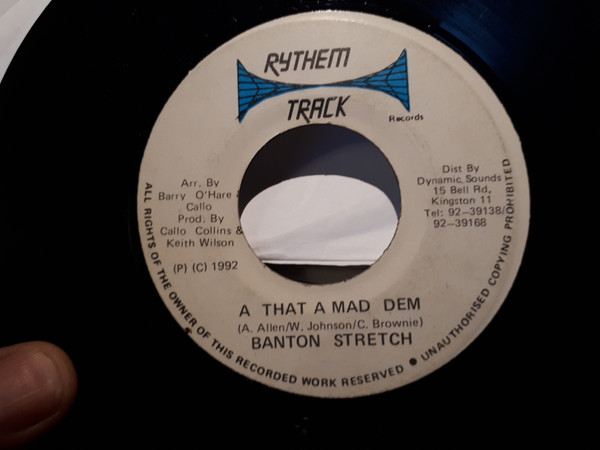 RYTHEM
TRACK
Records
Arr. By
Barry O'Hare &
Callo
Prod. By
Callo Collins &
Keith Wilson
(P) (C) 1992
Dist By
Dynamic Sounds
15 Bell Rd,
Kingston 11
Tel: 92-39138/
92-39168
A THAT A MAD DEM
(A. Allen/W. Johnson/C. Brownie)
BANTON STRETCH
ALL RIGHTS OF THE OWNER OF THIS RECORDED WORK RESERVED ● UNAUTHORISED COPYING PROHIBITED